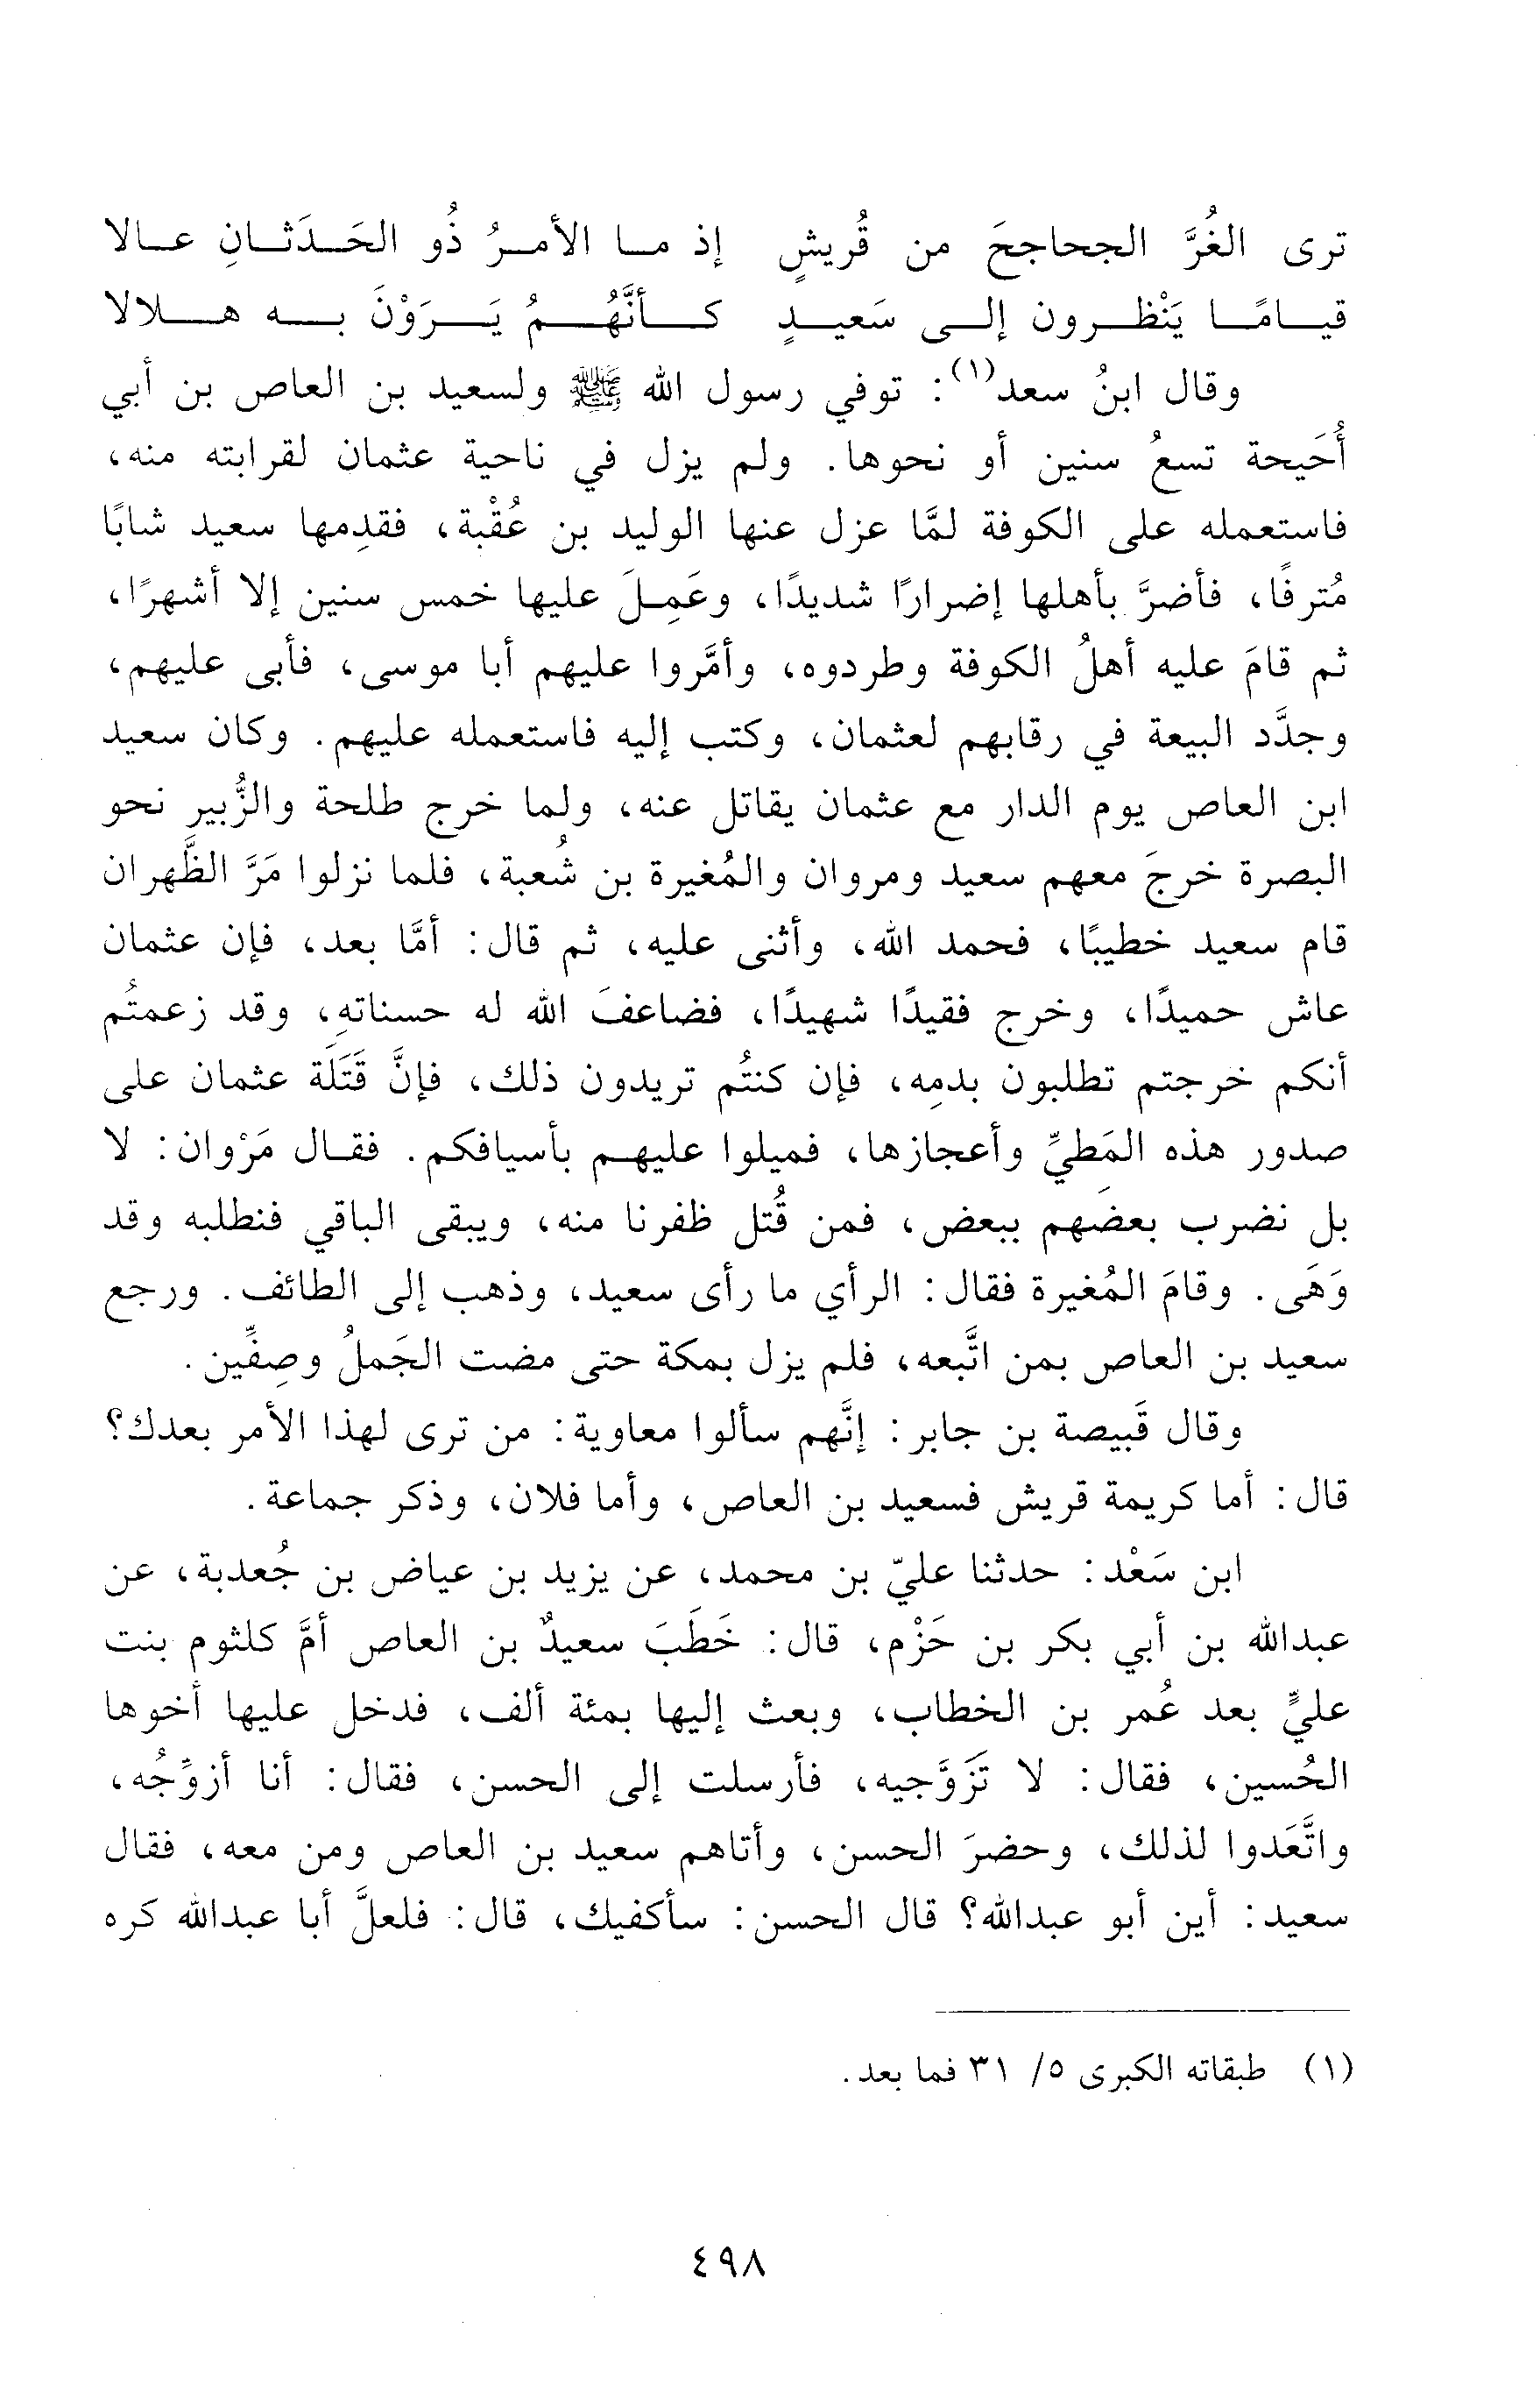 ترى الغُرَّ الجحاجحَ من قُريشٍ إذ ما الأمرُ ذُو الحَدَثانِ عالا
قيامًا يَنْظرون إلى سَعيدٍ كأنَّهُمُ يَرَوْنَ به هلالا
وقال ابنُ سعد(١): توفي رسول الله ﷺ ولسعيد بن العاص بن أبي
أُحَيحة تسعُ سنين أو نحوها. ولم يزل في ناحية عثمان لقرابته منه،
فاستعمله على الكوفة لمَّا عزل عنها الوليد بن عُقْبة، فقدِمها سعيد شابًا
مُترفًا، فأضرَّ بأهلها إضرارًا شديدًا، وعَمِلَ عليها خمس سنين إلا أشهرًا،
ثم قامَ عليه أهلُ الكوفة وطردوه، وأمَّروا عليهم أبا موسى، فأبى عليهم،
وجدَّد البيعة في رقابهم لعثمان، وكتب إليه فاستعمله عليهم. وكان سعيد
ابن العاص يوم الدار مع عثمان يقاتل عنه، ولما خرج طلحة والزُّبير نحو
البصرة خرجَ معهم سعيد ومروان والمُغيرة بن شُعبة، فلما نزلوا مَرَّ الظَّهران
قام سعيد خطيبًا، فحمد الله، وأثنى عليه، ثم قال: أمَّا بعد، فإن عثمان
عاش حميدًا، وخرج فقيدًا شهيدًا، فضاعفَ الله له حسناتهِ، وقد زعمتُم
أنكم خرجتم تطلبون بدمِه، فإن كنتُم تريدون ذلك، فإنَّ قَتَلَة عثمان على
صدور هذه المَطيِّ وأعجازها، فميلوا عليهم بأسيافكم. فقال مَرْوان: لا
بل نضرب بعضَهم ببعض، فمن قُتل ظفرنا منه، ويبقى الباقي فنطلبه وقد
وَهَى. وقامَ المُغيرة فقال: الرأي ما رأى سعيد، وذهب إلى الطائف. ورجع
سعيد بن العاص بمن اتَّبعه، فلم يزل بمكة حتى مضت الجَملُ وصِفِّين.
وقال قَبيصة بن جابر: إنَّهم سألوا معاوية: من ترى لهذا الأمر بعدك؟
قال: أما كريمة قريش فسعيد بن العاص، وأما فلان، وذكر جماعة.
ابن سَعْد: حدثنا عليّ بن محمد، عن يزيد بن عياض بن جُعدبة، عن
عبدالله بن أبي بكر بن حَزْم، قال: خَطَبَ سعيدٌ بن العاص أمَّ كلثوم بنت
عليٍّ بعد عُمر بن الخطاب، وبعث إليها بمئة ألف، فدخل عليها أخوها
الحُسين، فقال: لا تَزَوَّجيه، فأرسلت إلى الحسن، فقال: أنا أزوِّجُه،
واتَّعَدوا لذلك، وحضرَ الحسن، وأتاهم سعيد بن العاص ومن معه، فقال
سعيد: أين أبو عبدالله؟ قال الحسن: سأكفيك، قال: فلعلَّ أبا عبدالله كره
(١) طبقاته الكبرى ٥/ ٣١ فما بعد.
٤٩٨